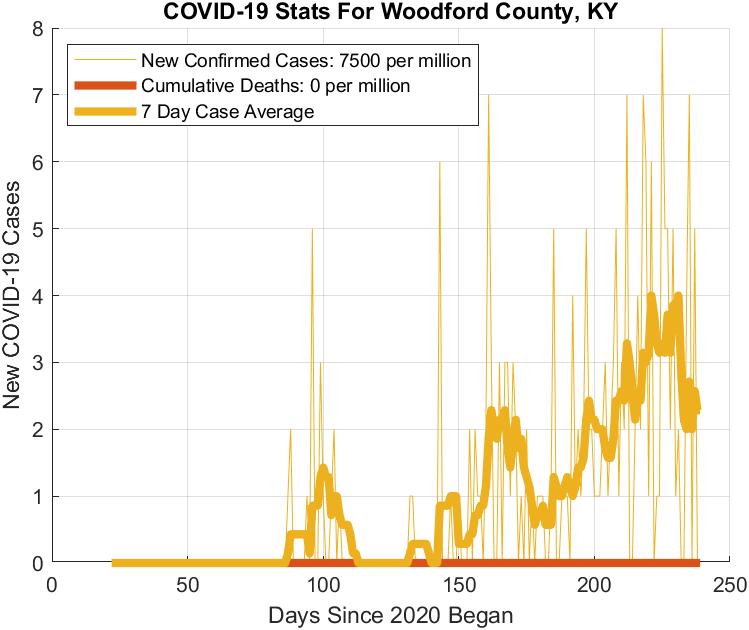 COVID-19 Stats For Woodford County, KY
New Confirmed Cases: 7500 per million
Cumulative Deaths: 0 per million
7 Day Case Average
New COVID-19 Cases
8
7
6
5
4
3
2
1
0
0 50 100 150 200 250
Days Since 2020 Began